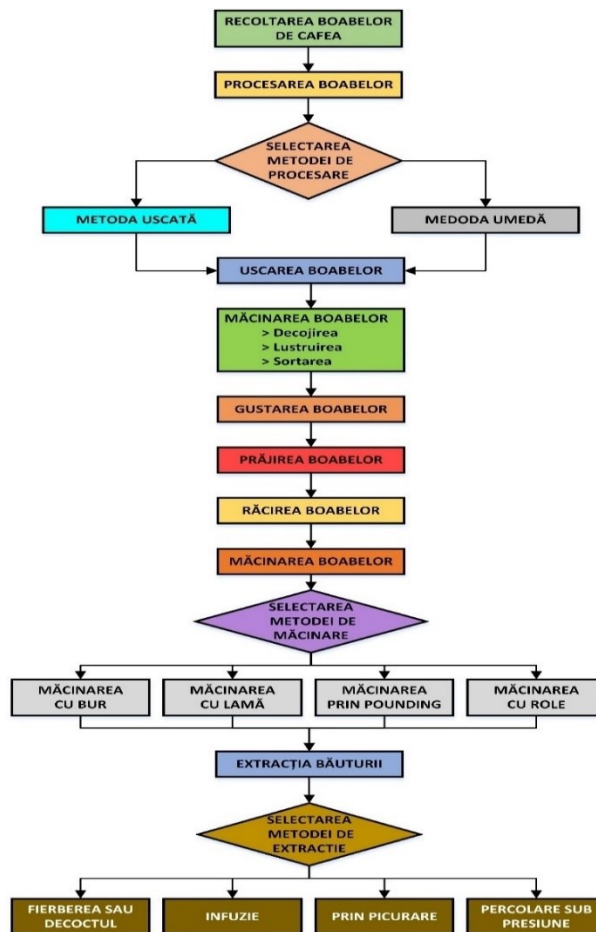 RECOLTAREA BOABELOR
DE CAFEA
PROCESAREA BOABELOR
SELECTAREA
METODEI DE
PROCESARE
METODA USCATĂ
MEDODA UMEDĂ
USCAREA BOABELOR
MĂCINAREA BOABELOR
> Decojirea
> Lustruirea
> Sortarea
GUSTAREA BOABELOR
PRĂJIREA BOABELOR
RĂCIREA BOABELOR
MĂCINAREA BOABELOR
SELECTAREA
METODEI DE
MĂCINARE
MĂCINAREA
CU BUR
MĂCINAREA
CU LAMĂ
MĂCINAREA
PRIN POUNDING
MĂCINAREA
CU ROLE
EXTRACȚIA BĂUTURII
SELECTAREA
METODEI DE
EXTRACTIE
FIERBEREA SAU
DECOCTUL
INFUZIE
PRIN PICURARE
PERCOLARE SUB
PRESIUNE